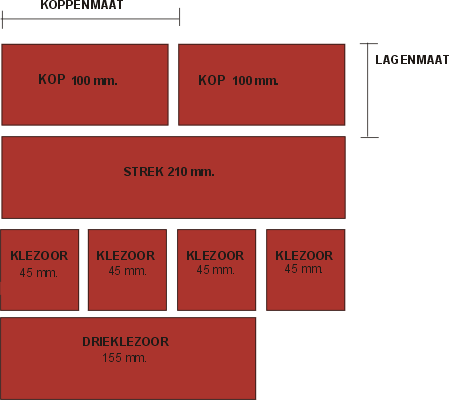 KOPPENMAAT
LAGENMAAT
KOP 100 mm.
KOP 100 mm.
STREK 210 mm.
KLEZOOR
45 mm.
KLEZOOR
45 mm.
KLEZOOR
45 mm.
KLEZOOR
45 mm.
DRIEKLEZOOR
155 mm.